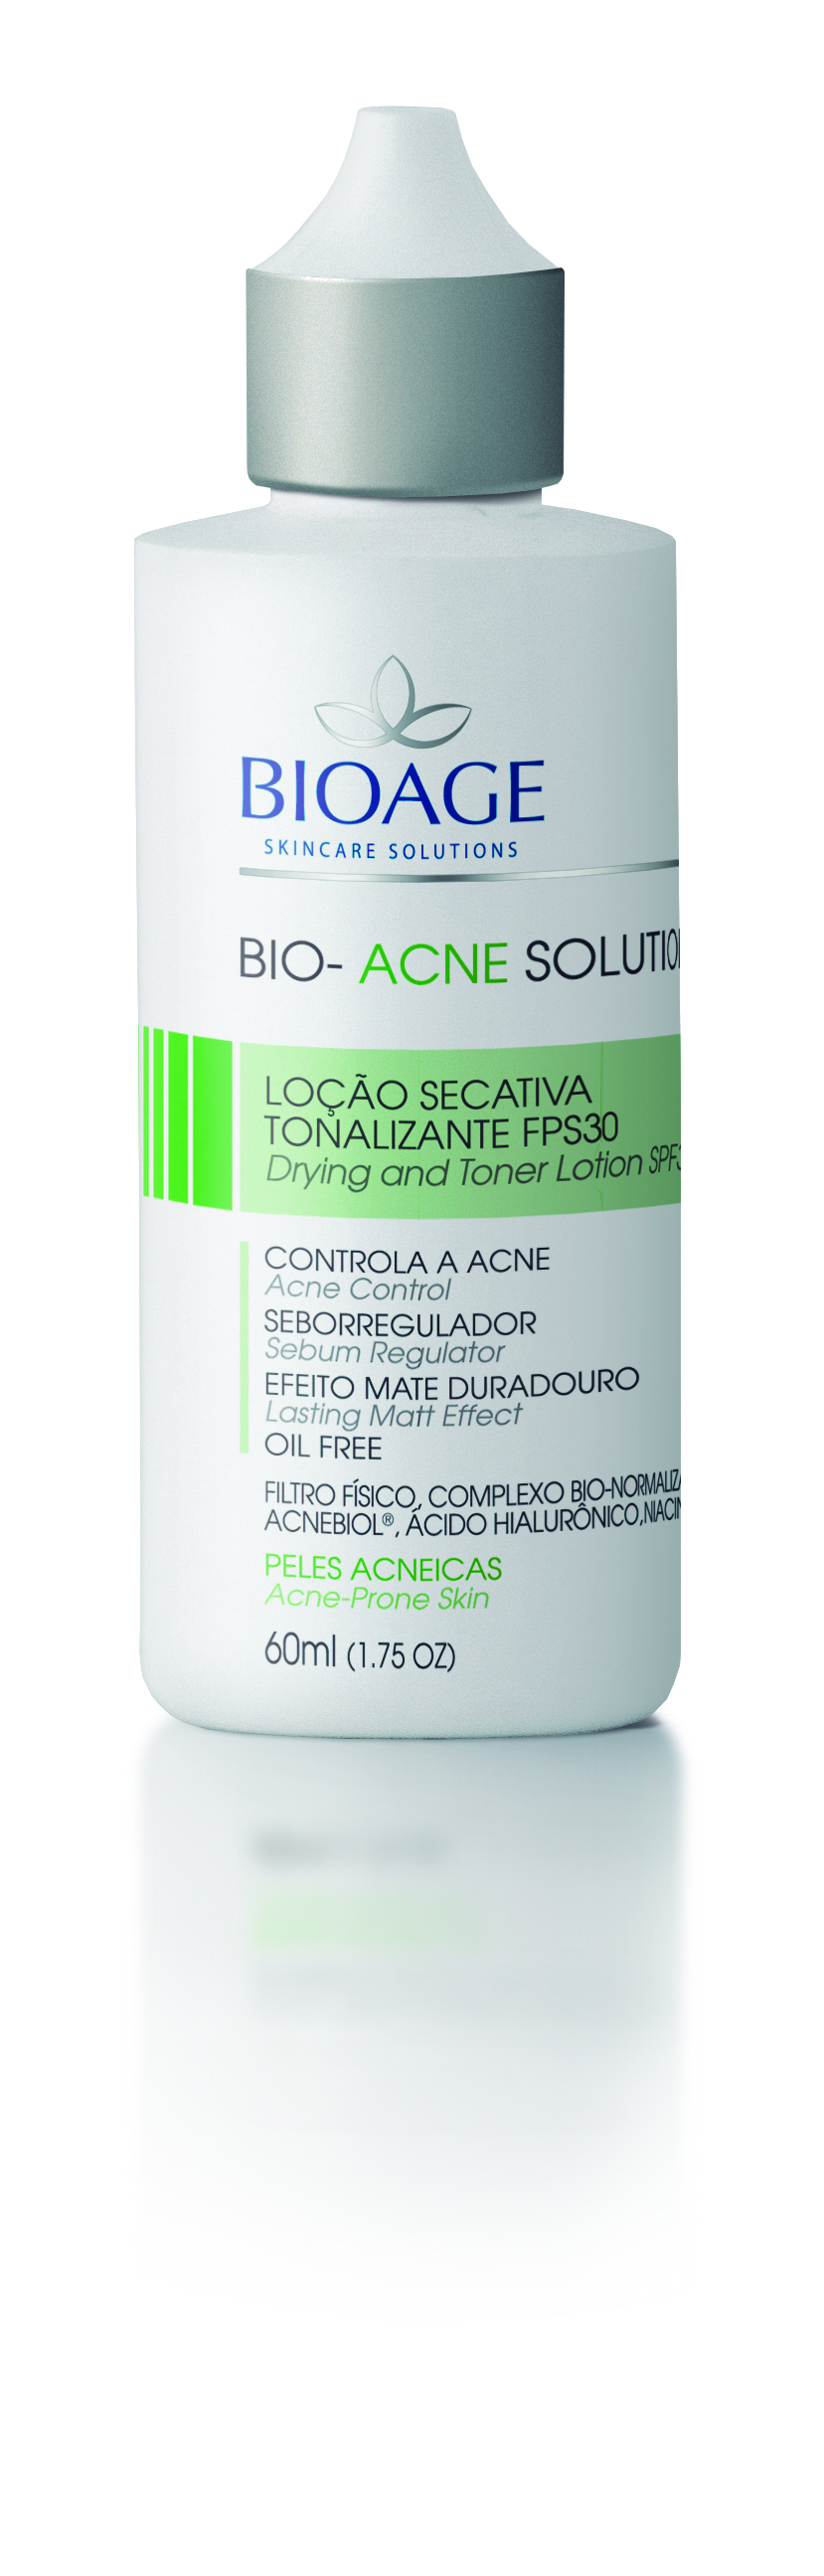 BIOAGE
SKINCARE SOLUTIONS
BIO- ACNE
LOÇÃO SECATIVA
TONALIZANTE FPS30
Drying and Toner Lotion
CONTROLA A ACNE
Acne Control
SEBORREGULADOR
Sebum Regulator
EFEITO MATE DURADOURO
Lasting Matt Effect
OIL FREE
FILTRO FÍSICO, COMPLEXO
ACNEBIOL®, ÁCIDO HIALURÔNICO,
PELES ACNEICAS
Acne-Prone Skin
60ml (1.75 OZ)